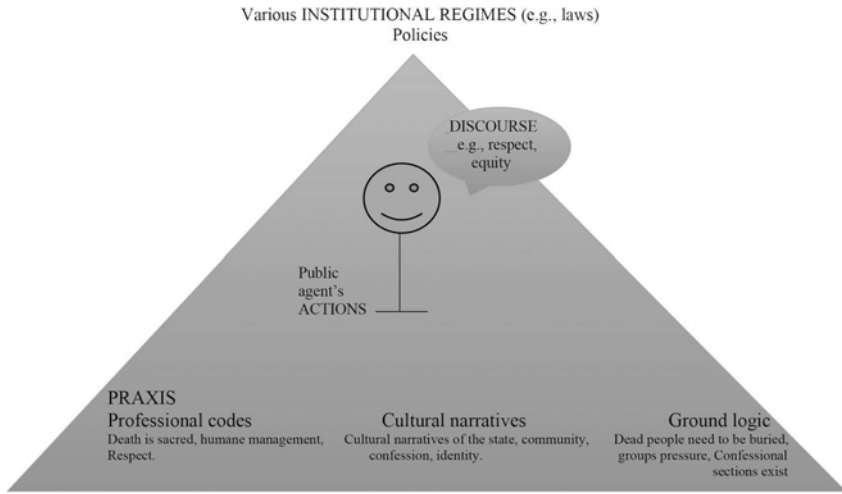 Various INSTITUTIONAL REGIMES (e.g., laws)
Policies
DISCOURSE
e.g., respect,
equity
Public
agent's
ACTIONS
PRAXIS
Professional codes
Death is sacred, humane management,
Respect.
Cultural narratives
Cultural narratives of the state, community,
confession, identity.
Ground logic
Dead people need to be buried,
groups pressure, Confessional
sections exist